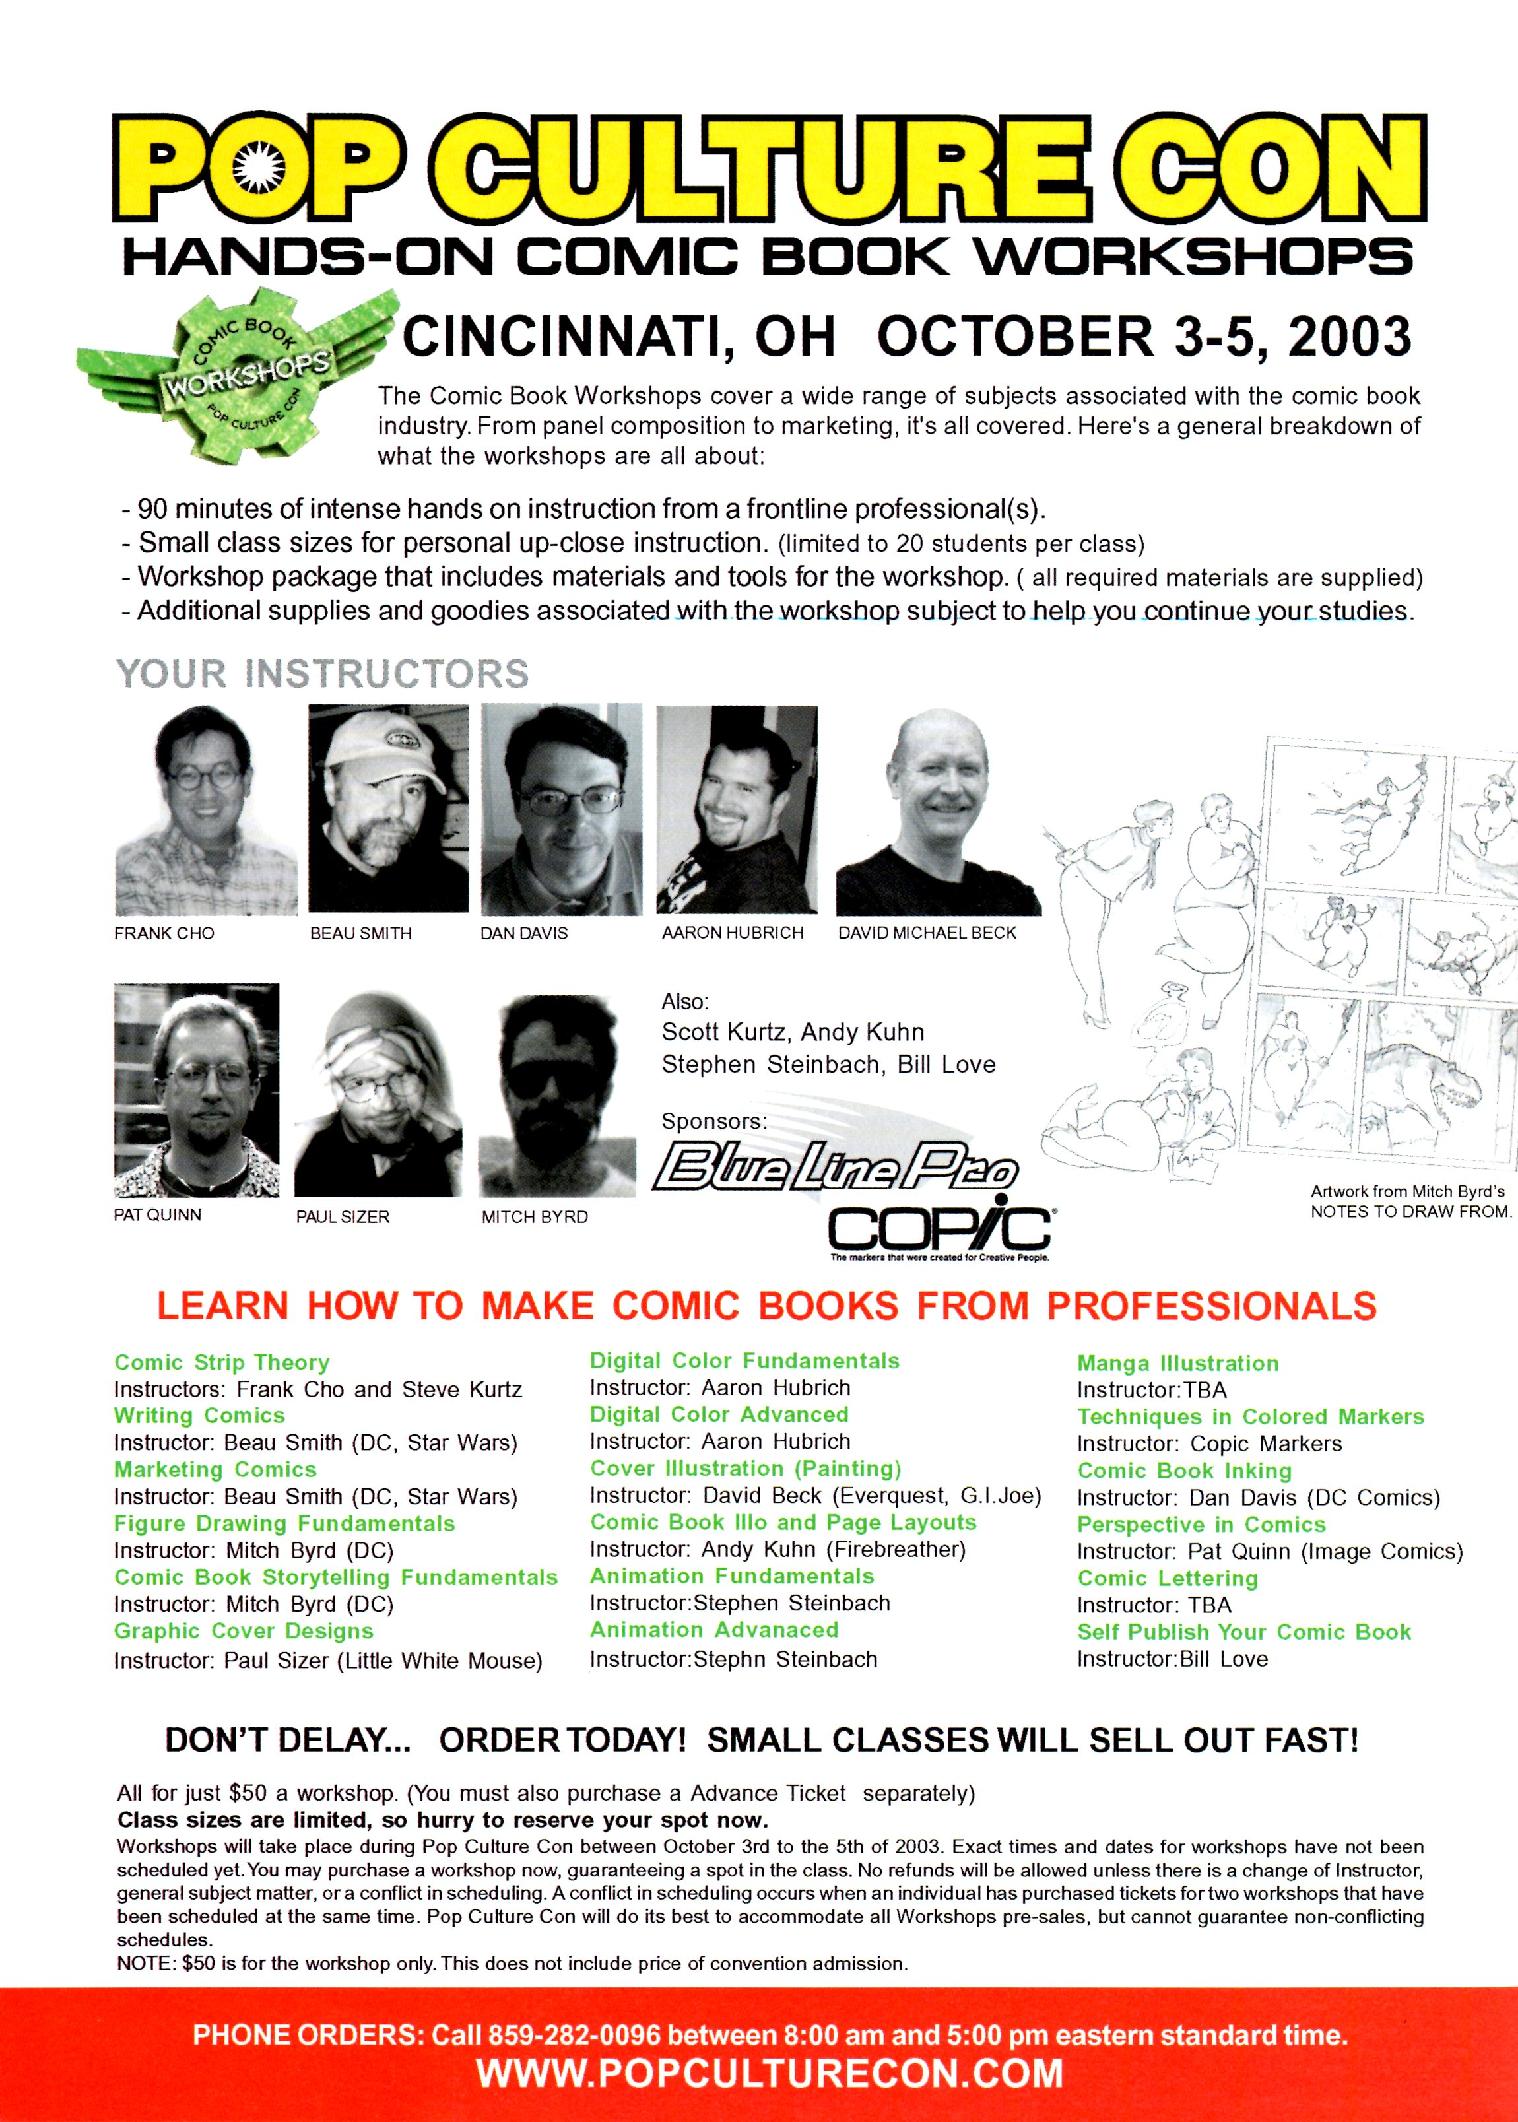 POP CULTURE CON
HANDS-ON COMIC BOOK WORKSHOPS
COMIC BOOK
WORKSHOPS
POP CULTURE CON
CINCINNATI, OH OCTOBER 3-5, 2003
The Comic Book Workshops cover a wide range of subjects associated with the comic book
industry. From panel composition to marketing, it's all covered. Here's a general breakdown of
what the workshops are all about:
- 90 minutes of intense hands on instruction from a frontline professional(s).
- Small class sizes for personal up-close instruction. (limited to 20 students per class)
- Workshop package that includes materials and tools for the workshop. ( all required materials are supplied)
- Additional supplies and goodies associated with the workshop subject to help you continue your studies.
YOUR INSTRUCTORS
FRANK CHO
BEAU SMITH
DAN DAVIS
AARON HUBRICH
DAVID MICHAEL BECK
PAT QUINN
PAUL SIZER
MITCH BYRD
Also:
Scott Kurtz, Andy Kuhn
Stephen Steinbach, Bill Love
Sponsors:
Blue Line Pro
COPIC
The markers that were created for Creative People.
Artwork from Mitch Byrd's
NOTES TO DRAW FROM.
LEARN HOW TO MAKE COMIC BOOKS FROM PROFESSIONALS
Comic Strip Theory
Instructors: Frank Cho and Steve Kurtz
Writing Comics
Instructor: Beau Smith (DC, Star Wars)
Marketing Comics
Instructor: Beau Smith (DC, Star Wars)
Figure Drawing Fundamentals
Instructor: Mitch Byrd (DC)
Comic Book Storytelling Fundamentals
Instructor: Mitch Byrd (DC)
Graphic Cover Designs
Instructor: Paul Sizer (Little White Mouse)
Digital Color Fundamentals
Instructor: Aaron Hubrich
Digital Color Advanced
Instructor: Aaron Hubrich
Cover Illustration (Painting)
Instructor: David Beck (Everquest, G.I.Joe)
Comic Book Illo and Page Layouts
Instructor: Andy Kuhn (Firebreather)
Animation Fundamentals
Instructor:Stephen Steinbach
Animation Advanaced
Instructor:Stephn Steinbach
Manga Illustration
Instructor:TBA
Techniques in Colored Markers
Instructor: Copic Markers
Comic Book Inking
Instructor: Dan Davis (DC Comics)
Perspective in Comics
Instructor: Pat Quinn (Image Comics)
Comic Lettering
Instructor: TBA
Self Publish Your Comic Book
Instructor:Bill Love
DON'T DELAY... ORDER TODAY! SMALL CLASSES WILL SELL OUT FAST!
All for just $50 a workshop. (You must also purchase a Advance Ticket separately)
Class sizes are limited, so hurry to reserve your spot now.
Workshops will take place during Pop Culture Con between October 3rd to the 5th of 2003. Exact times and dates for workshops have not been
scheduled yet. You may purchase a workshop now, guaranteeing a spot in the class. No refunds will be allowed unless there is a change of Instructor,
general subject matter, or a conflict in scheduling. A conflict in scheduling occurs when an individual has purchased tickets for two workshops that have
been scheduled at the same time. Pop Culture Con will do its best to accommodate all Workshops pre-sales, but cannot guarantee non-conflicting
schedules.
NOTE: $50 is for the workshop only. This does not include price of convention admission.
PHONE ORDERS: Call 859-282-0096 between 8:00 am and 5:00 pm eastern standard time.
WWW.POPCULTURECON.COM